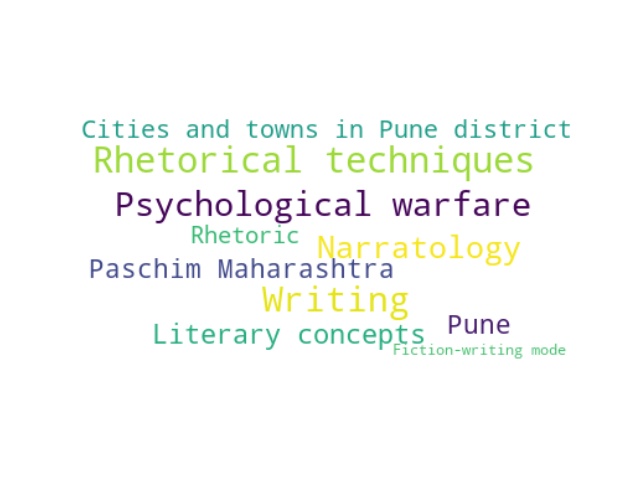 Cities and towns in Pune district
Rhetorical techniques
Psychological warfare
Rhetoric
Narratology
Paschim Maharashtra
Writing
Pune
Literary concepts
Fiction-writing mode